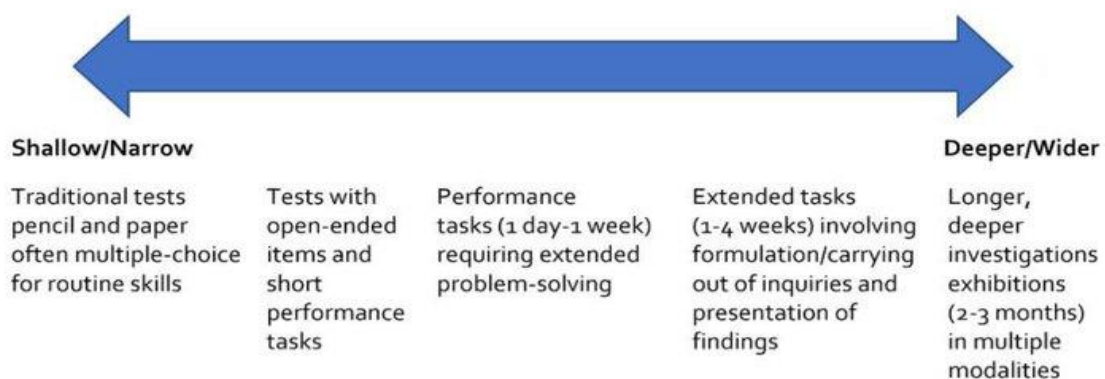 Shallow/Narrow
Deeper/Wider
Traditional tests
pencil and paper
often multiple-choice
for routine skills
Tests with
open-ended
items and
short
performance
tasks
Performance
tasks (1 day-1 week)
requiring extended
problem-solving
Extended tasks
(1-4 weeks) involving
formulation/carrying
out of inquiries and
presentation of
findings
Longer,
deeper
investigations
exhibitions
(2-3 months)
in multiple
modalities